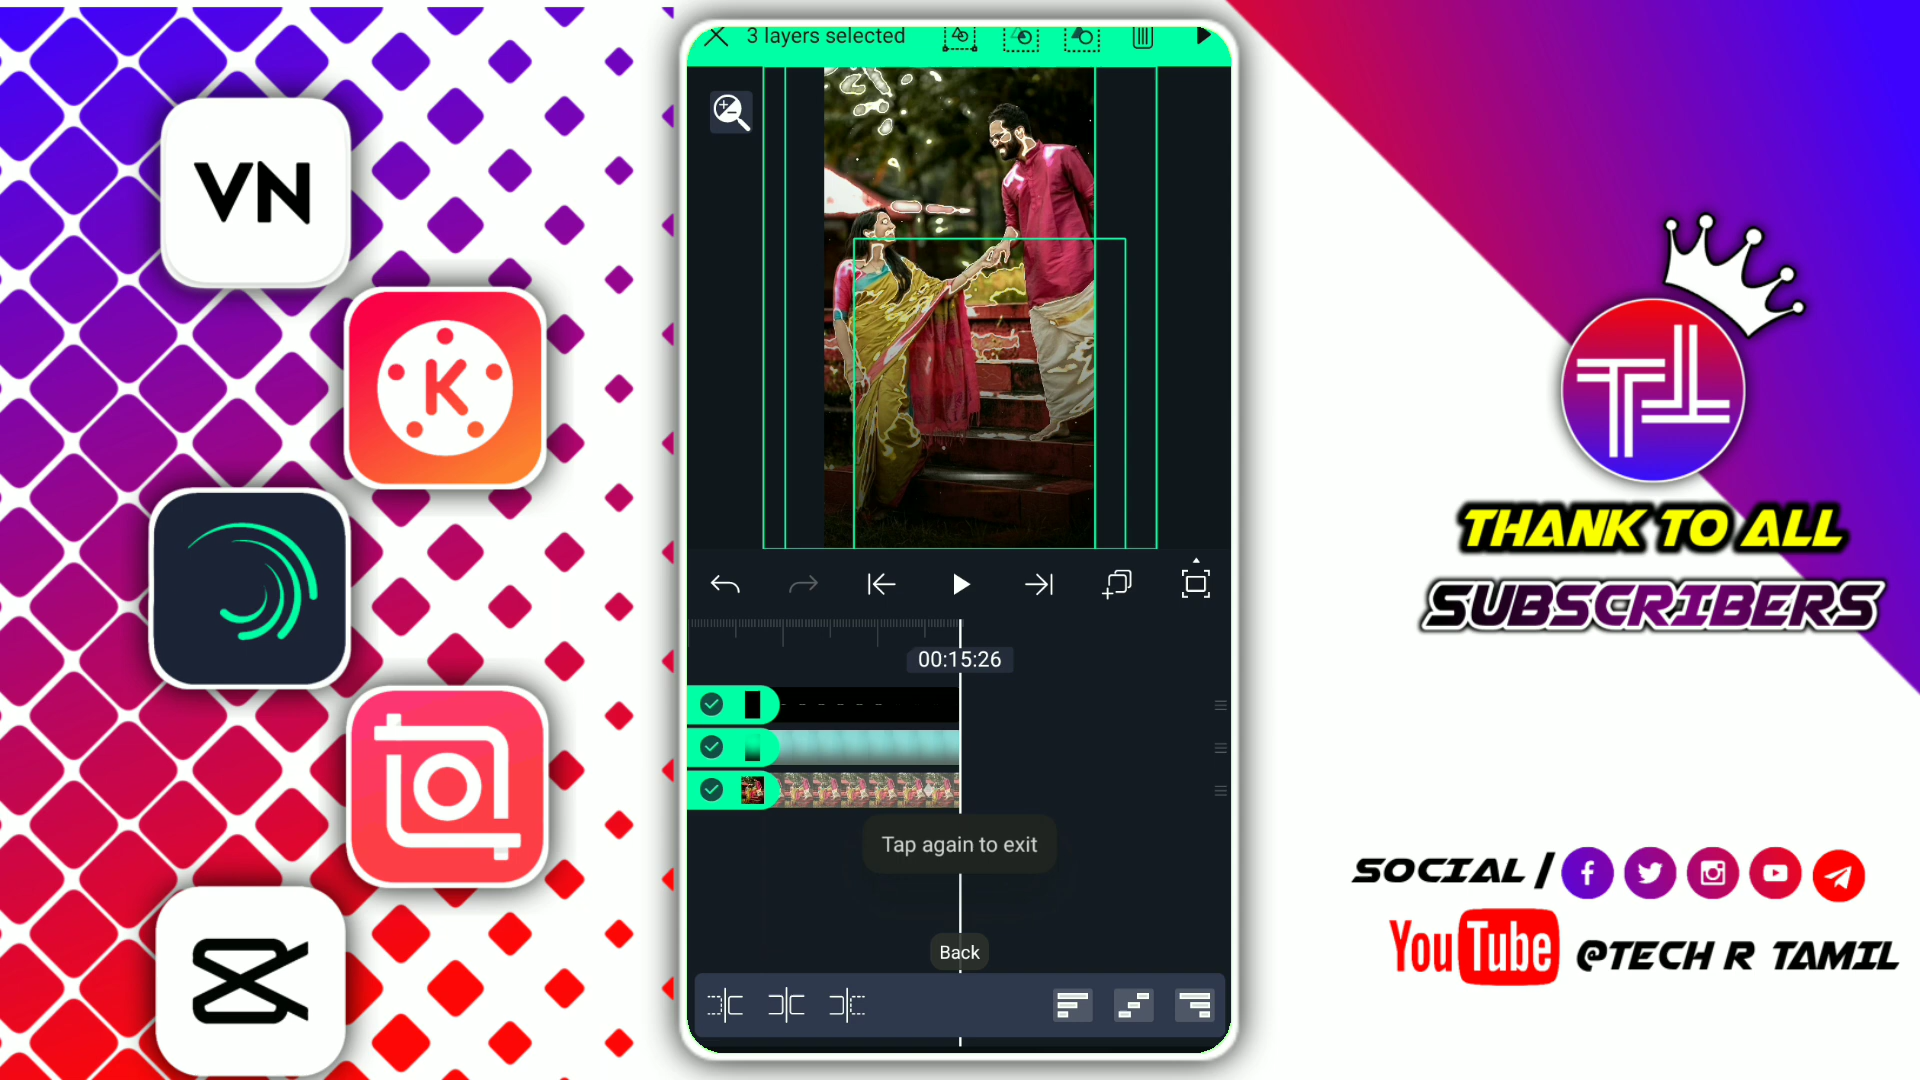 3 layers selected
VN
K
00:15:26
Tap again to exit
Back
THANK TO ALL
SUBSCRIBERS
SOCIAL /
YouTube @TECH R TAMIL